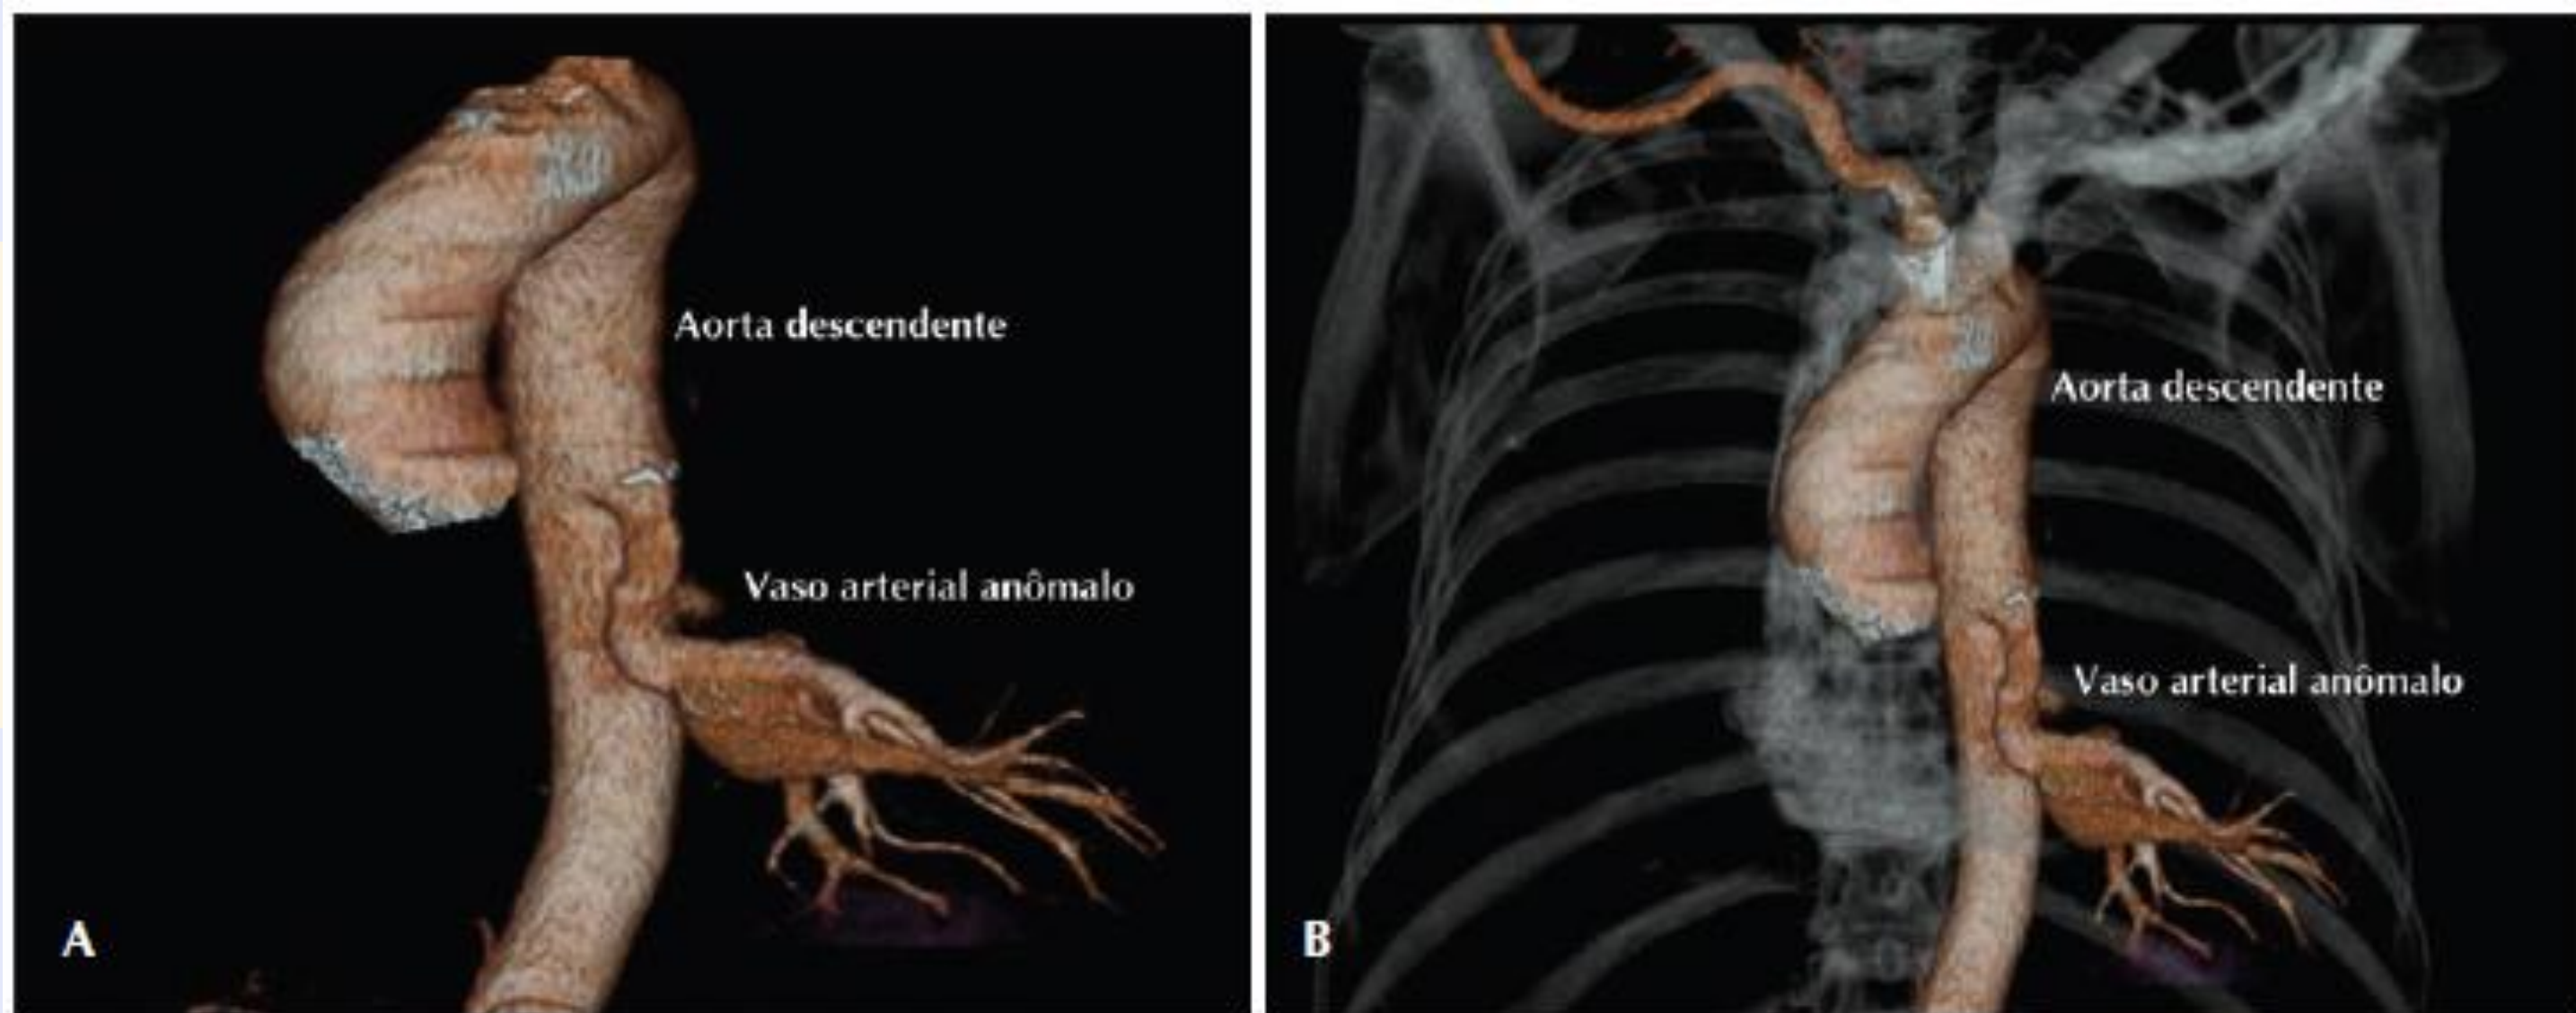 Aorta descendente
Vaso arterial anômalo
A
Aorta descendente
Vaso arterial anômalo
B